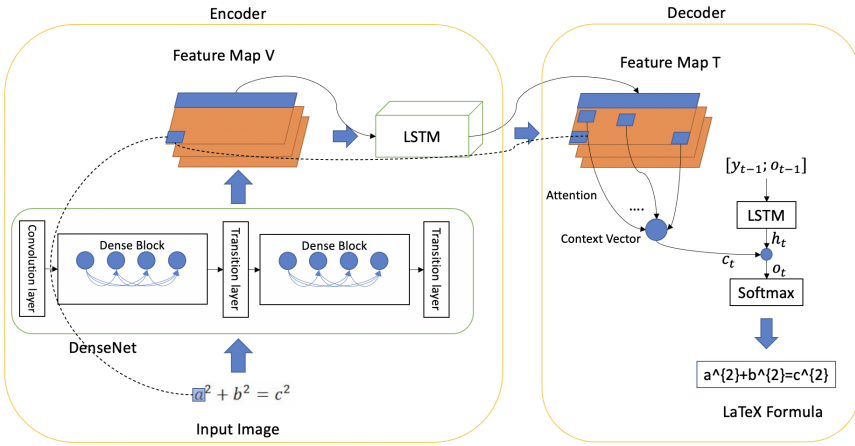 Encoder
Feature Map V
LSTM
Convolution layer
Dense Block
Transition layer
Dense Block
Transition layer
DenseNet
a² + b² = c²
Input Image
Decoder
Feature Map T
Attention
....
Context Vector
[y_{t−1}; o_{t−1}]
LSTM
h_t
c_t
o_t
Softmax
a^{2}+b^{2}=c^{2}
LaTeX Formula